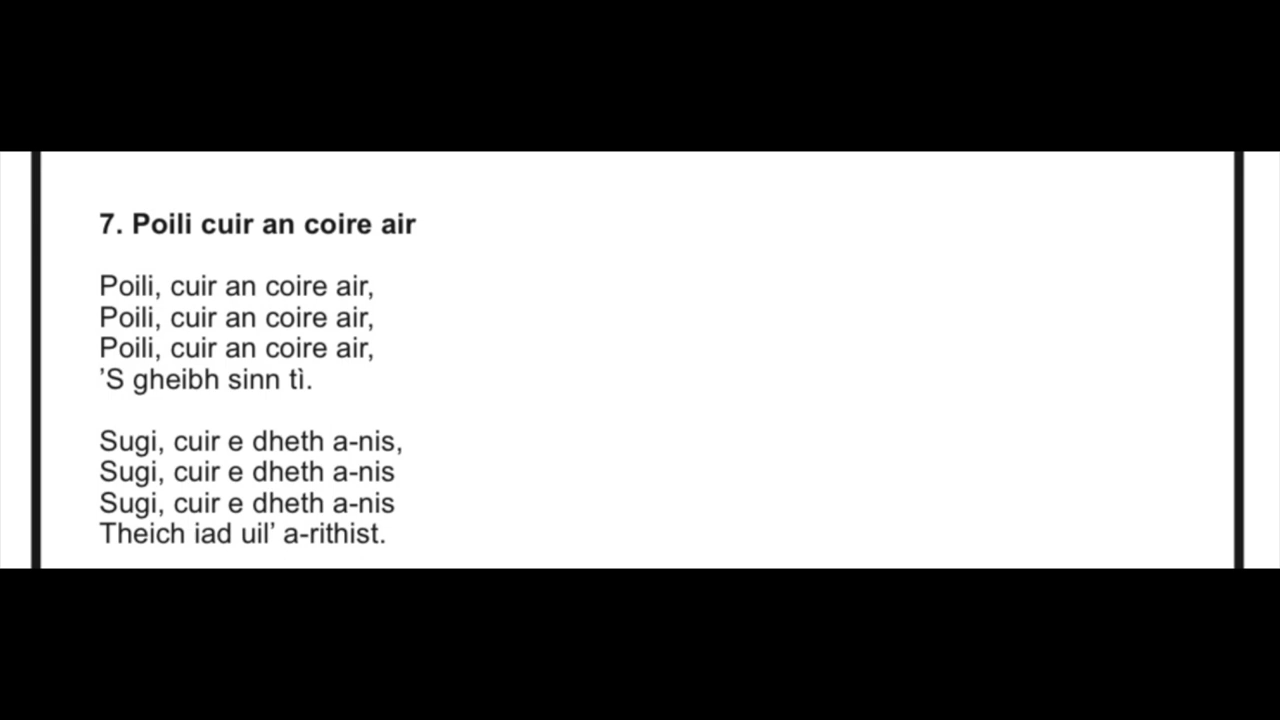 7. Poili cuir an coire air
Poili, cuir an coire air,
Poili, cuir an coire air,
Poili, cuir an coire air,
’S gheibh sinn tì.
Sugi, cuir e dheth a-nis,
Sugi, cuir e dheth a-nis
Sugi, cuir e dheth a-nis
Theich iad uil’ a-rithist.